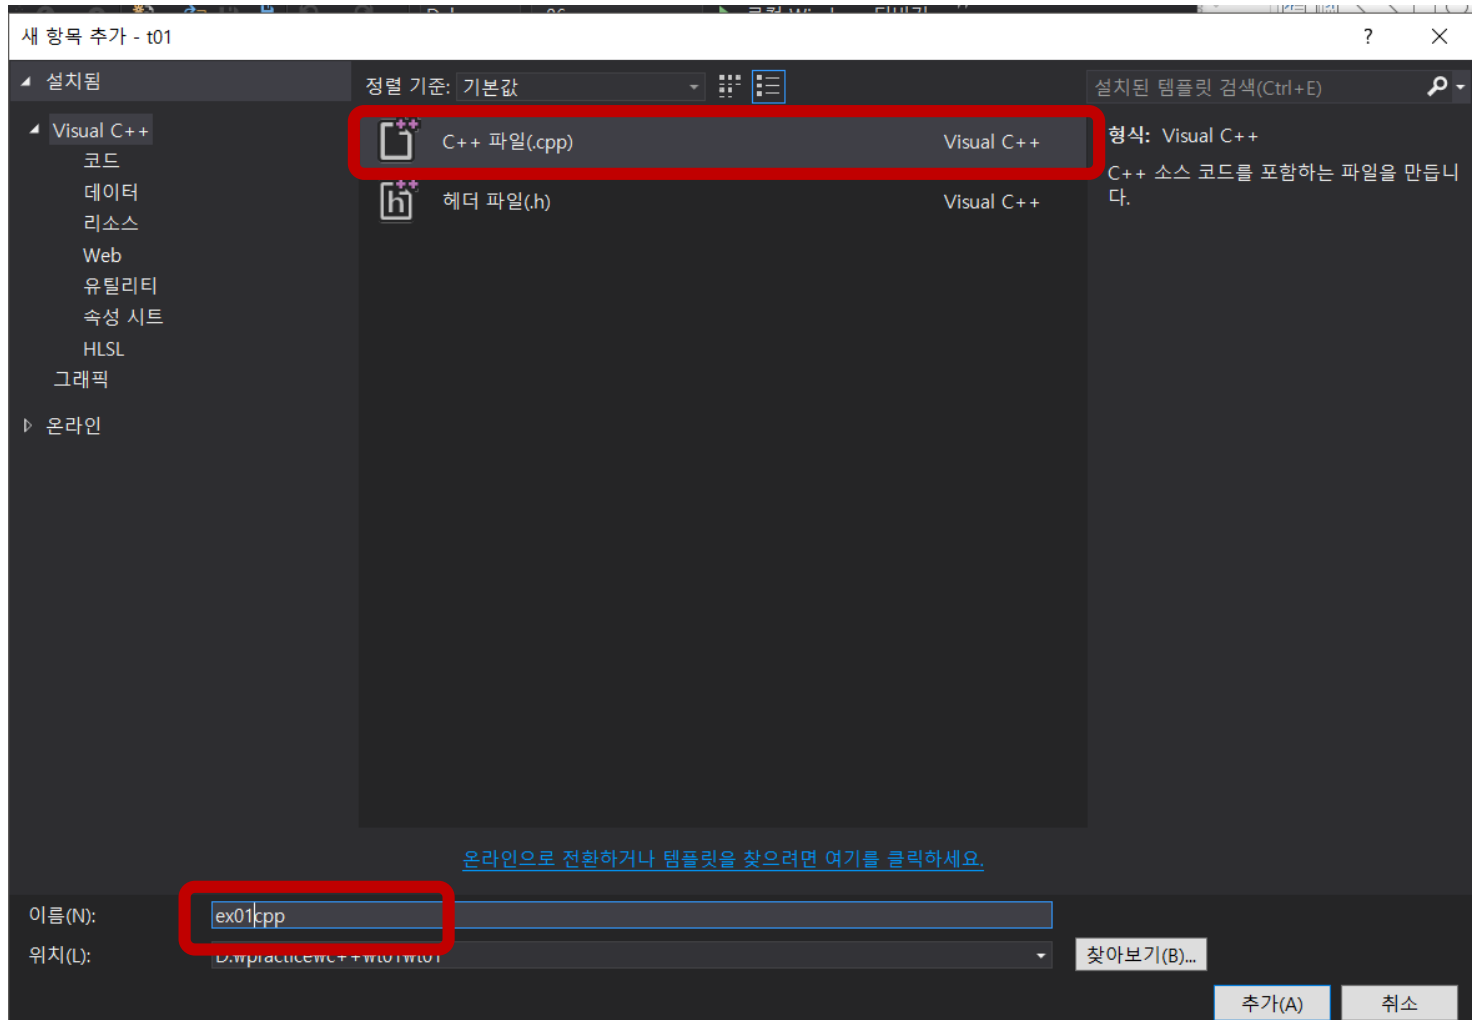 새 항목 추가 - t01
설치됨
정렬 기준: 기본값
설치된 템플릿 검색(Ctrl+E)
Visual C++
코드
데이터
리소스
Web
유틸리티
속성 시트
HLSL
그래픽
온라인
C++ 파일(.cpp) Visual C++
헤더 파일(.h) Visual C++
형식: Visual C++
C++ 소스 코드를 포함하는 파일을 만듭니
다.
온라인으로 전환하거나 템플릿을 찾으려면 여기를 클릭하세요.
이름(N): ex01cpp
위치(L):
찾아보기(B)...
추가(A) 취소